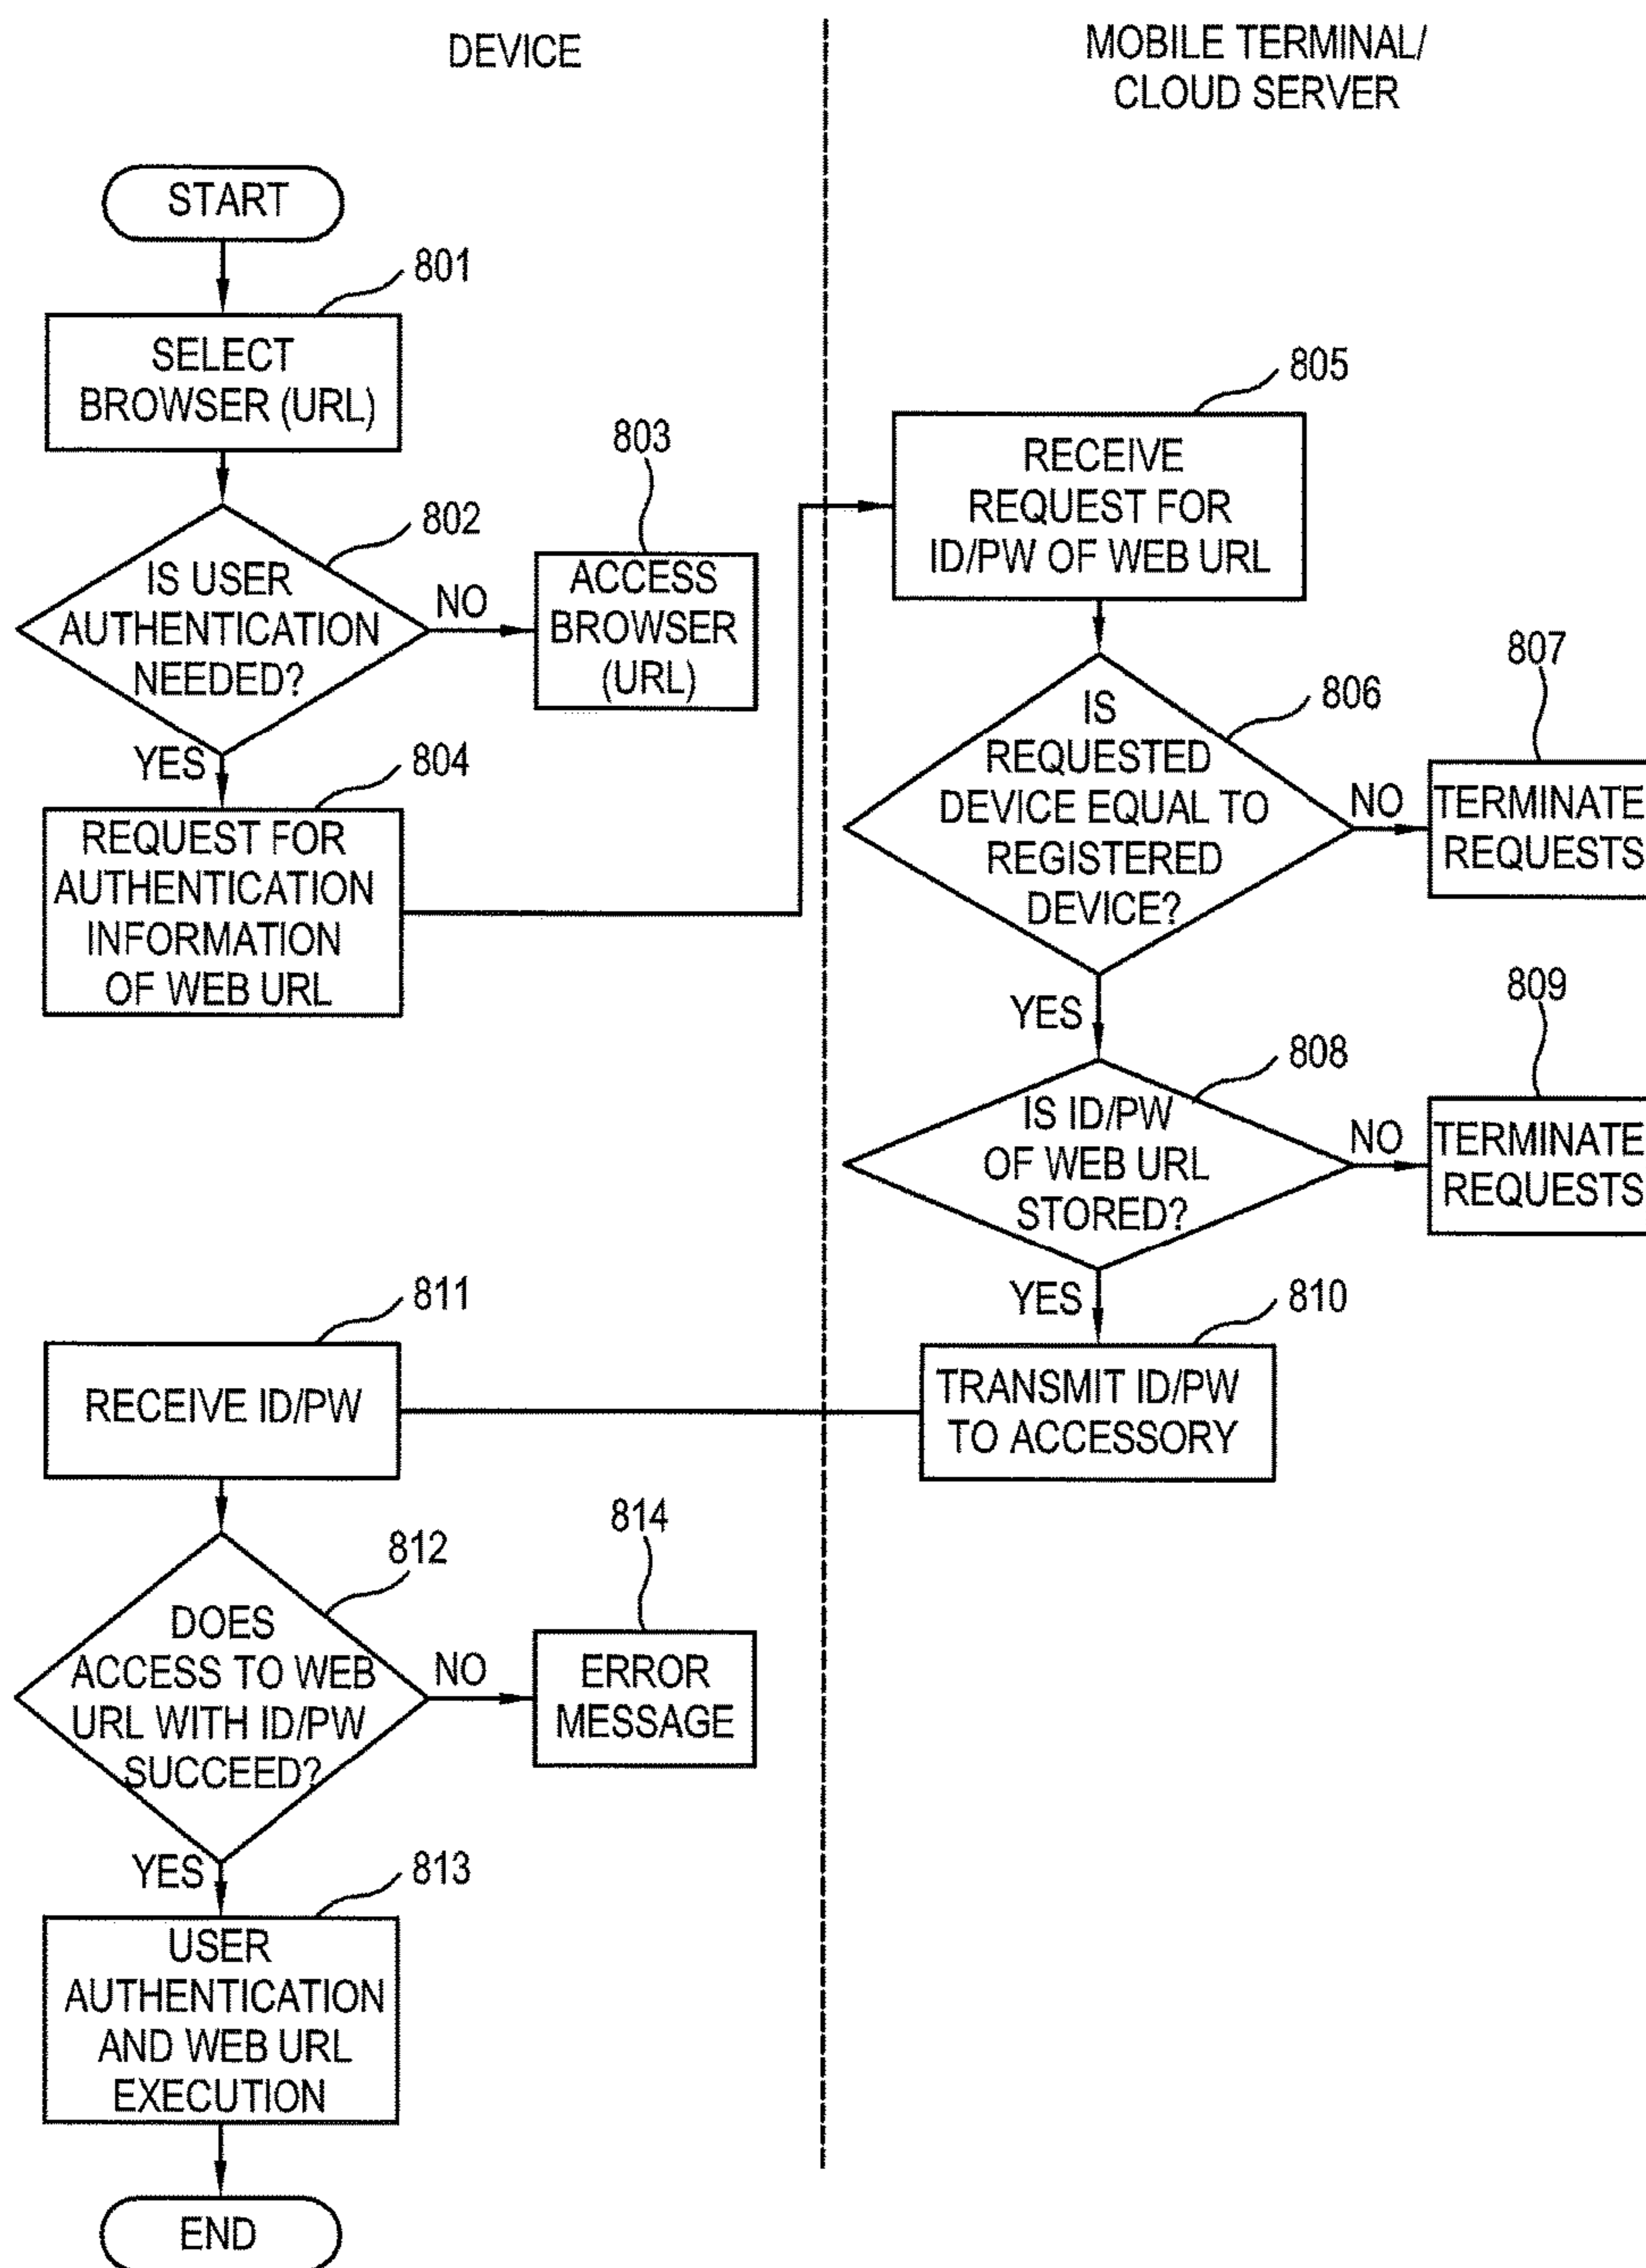 DEVICE
MOBILE TERMINAL/
CLOUD SERVER
START
801
SELECT
BROWSER (URL)
802
IS USER
AUTHENTICATION
NEEDED?
NO
803
ACCESS
BROWSER
(URL)
YES
804
REQUEST FOR
AUTHENTICATION
INFORMATION
OF WEB URL
805
RECEIVE
REQUEST FOR
ID/PW OF WEB URL
806
IS
REQUESTED
DEVICE EQUAL TO
REGISTERED
DEVICE?
NO
807
TERMINATE
REQUESTS
YES
808
IS ID/PW
OF WEB URL
STORED?
NO
809
TERMINATE
REQUESTS
YES
810
TRANSMIT ID/PW
TO ACCESSORY
811
RECEIVE ID/PW
812
DOES
ACCESS TO WEB
URL WITH ID/PW
SUCCEED?
NO
814
ERROR
MESSAGE
YES
813
USER
AUTHENTICATION
AND WEB URL
EXECUTION
END